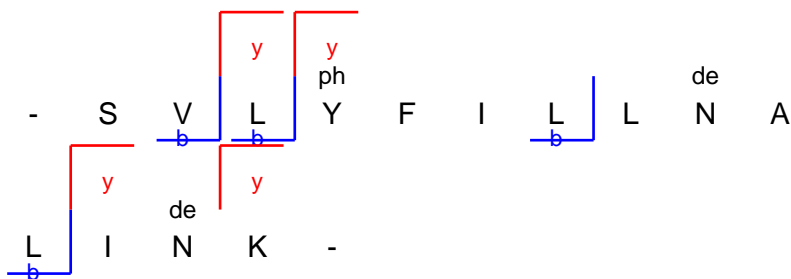 y y
ph de
- S V L Y F I L L N A
b b b
y y
de
L I N K -
b